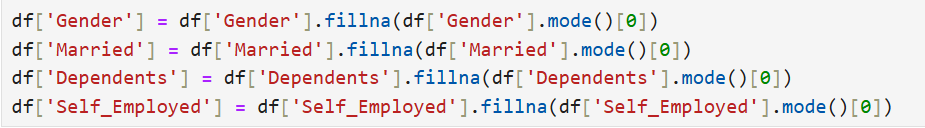 df['Gender'] = df['Gender'].fillna(df['Gender'].mode()[0])
df['Married'] = df['Married'].fillna(df['Married'].mode()[0])
df['Dependents'] = df['Dependents'].fillna(df['Dependents'].mode()[0])
df['Self_Employed'] = df['Self_Employed'].fillna(df['Self_Employed'].mode()[0])